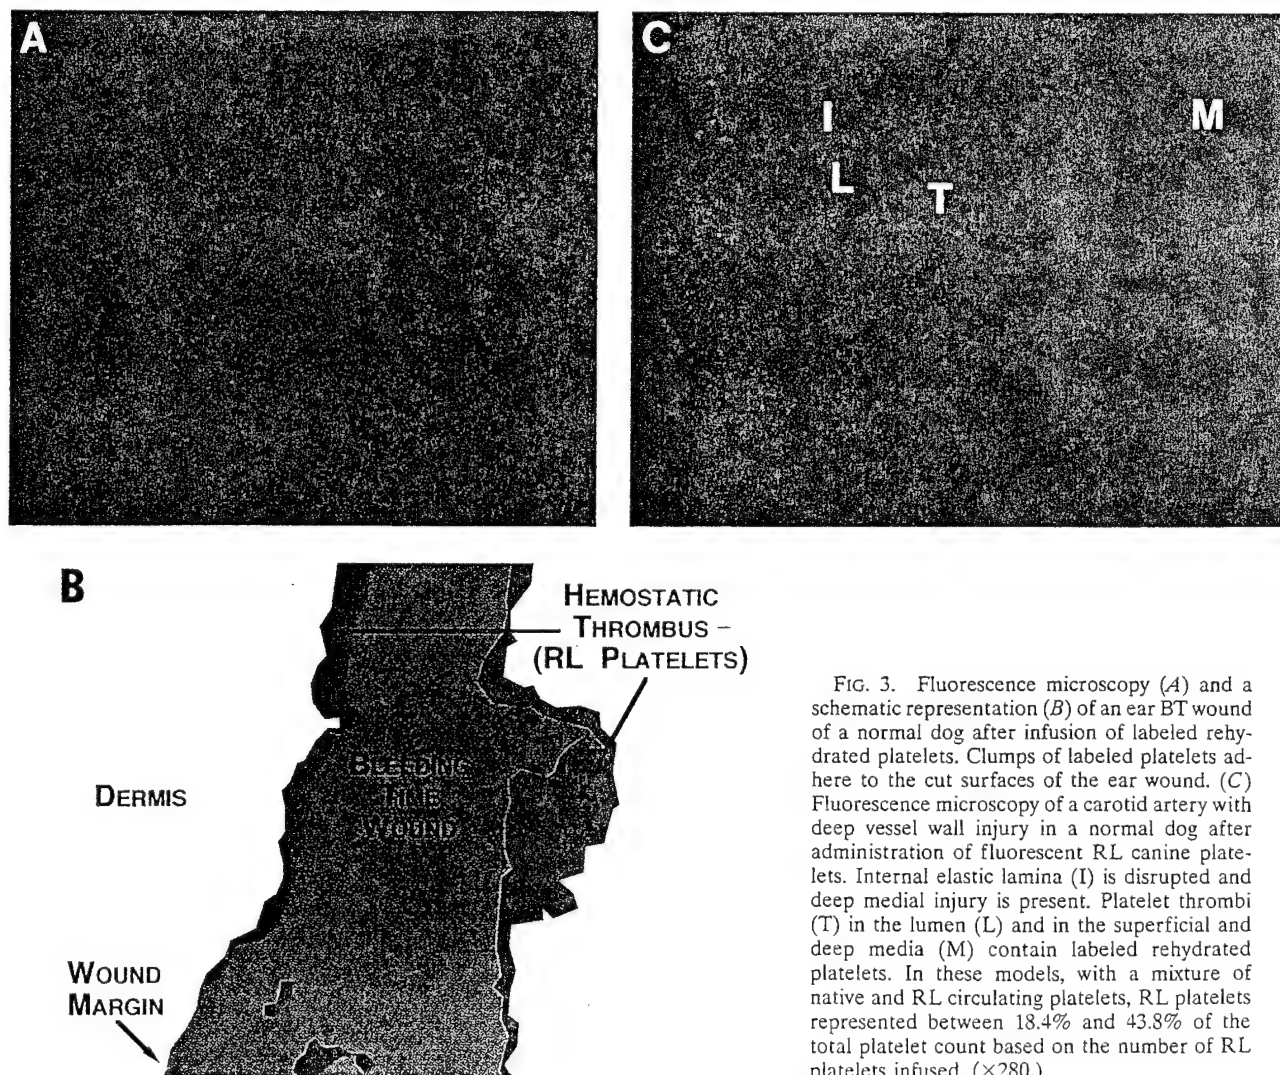 A
C
I
M
L
T
B
HEMOSTATIC
THROMBUS –
(RL PLATELETS)
BLEEDING
TIME
WOUND
DERMIS
WOUND
MARGIN
FIG. 3. Fluorescence microscopy (A) and a
schematic representation (B) of an ear BT wound
of a normal dog after infusion of labeled rehy-
drated platelets. Clumps of labeled platelets ad-
here to the cut surfaces of the ear wound. (C)
Fluorescence microscopy of a carotid artery with
deep vessel wall injury in a normal dog after
administration of fluorescent RL canine plate-
lets. Internal elastic lamina (I) is disrupted and
deep medial injury is present. Platelet thrombi
(T) in the lumen (L) and in the superficial and
deep media (M) contain labeled rehydrated
platelets. In these models, with a mixture of
native and RL circulating platelets, RL platelets
represented between 18.4% and 43.8% of the
total platelet count based on the number of RL
platelets infused. (×280.)